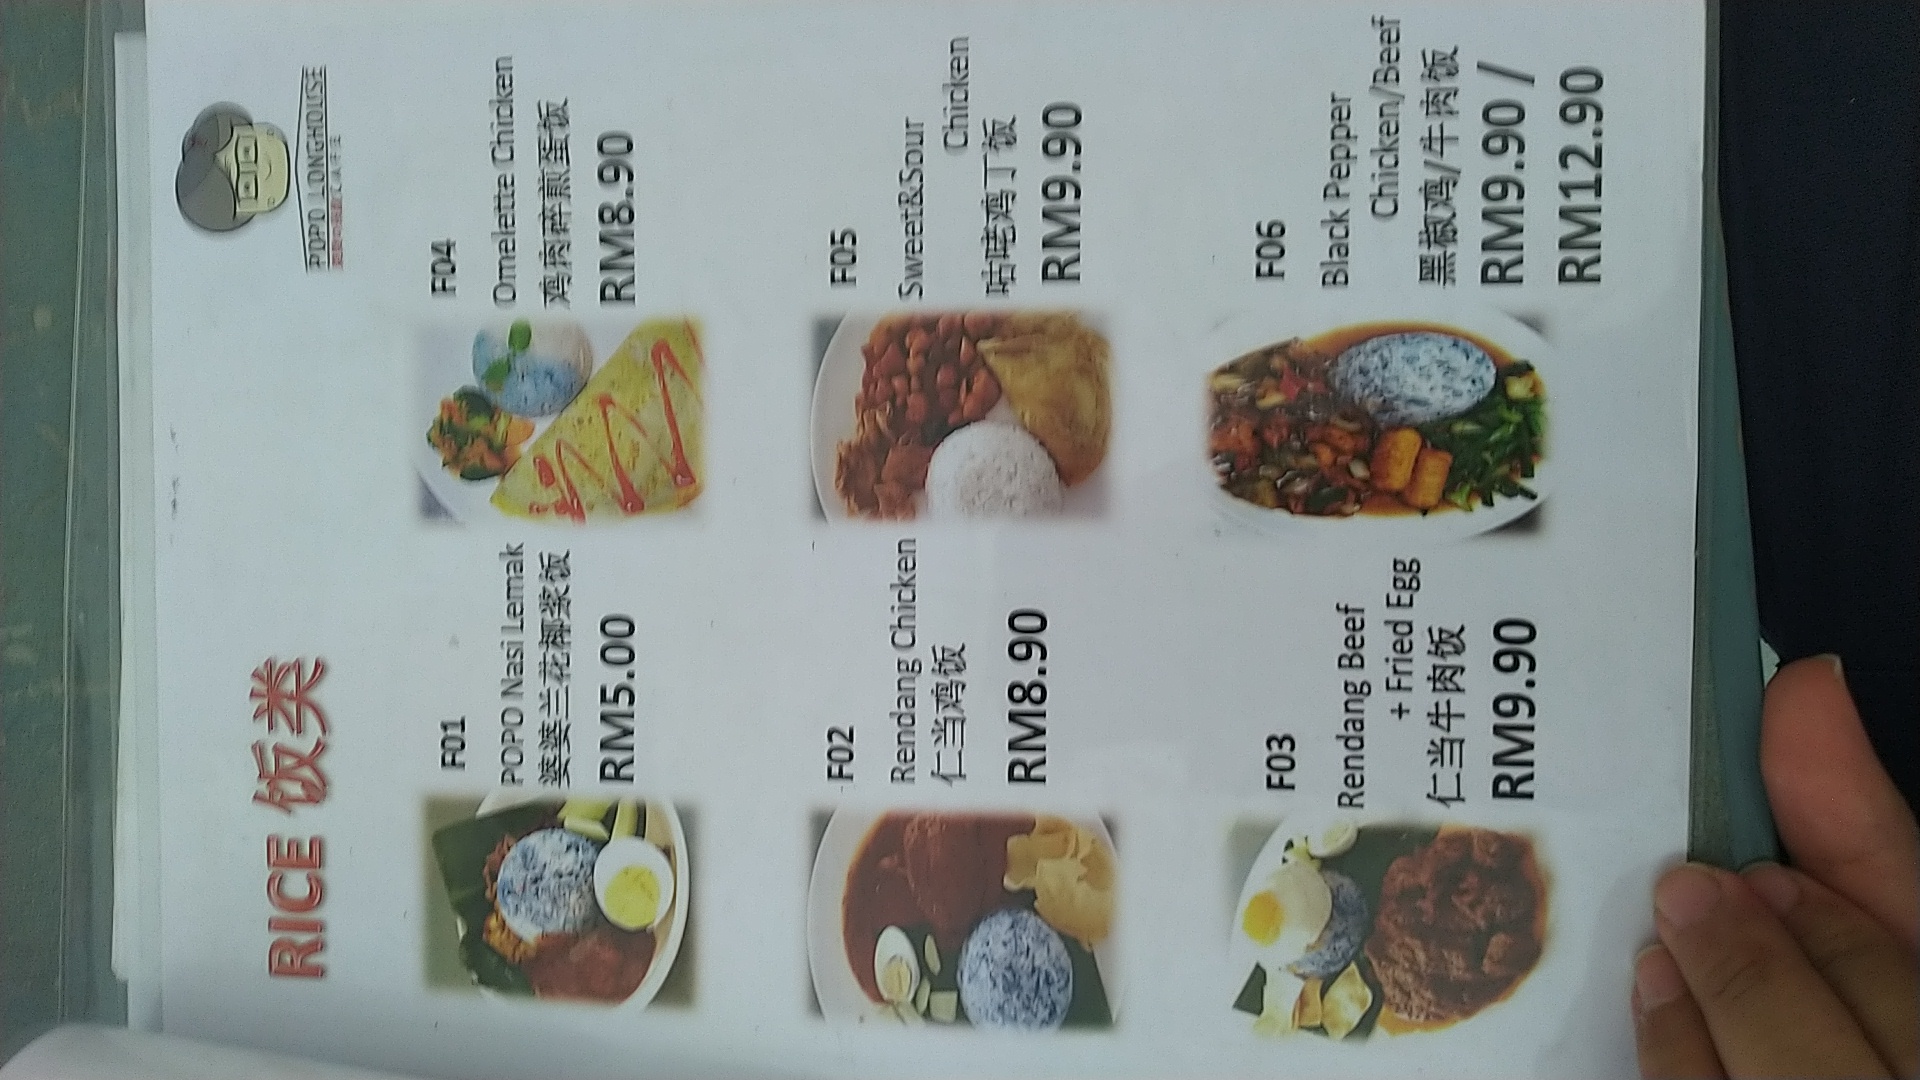 RICE 饭类
POPO LONGHOUSE
CAFE
F01
POPO Nasi Lemak
婆婆兰花椰浆饭
RM5.00
F04
Omelette Chicken
鸡肉碎煎蛋饭
RM8.90
F02
Rendang Chicken
仁当鸡饭
RM8.90
F05
Sweet&Sour
Chicken
咕咾鸡丁饭
RM9.90
F03
Rendang Beef
+ Fried Egg
仁当牛肉饭
RM9.90
F06
Black Pepper
Chicken/Beef
黑椒鸡/牛肉饭
RM9.90 /
RM12.90